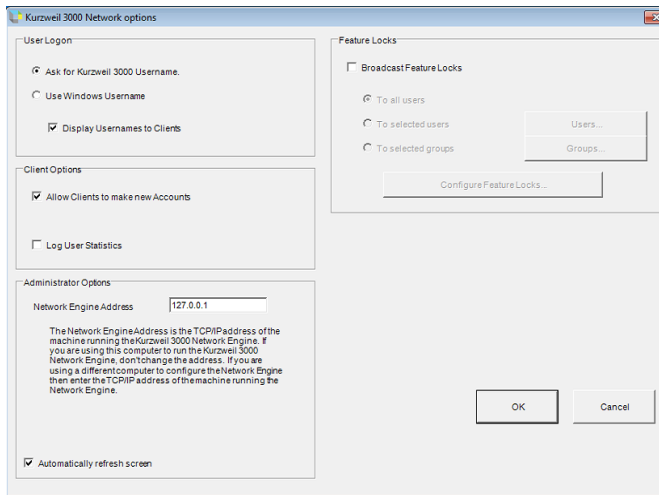 Kurzweil 3000 Network options
User Logon
Ask for Kurzweil 3000 Username.
Use Windows Username
Display Usernames to Clients
Client Options
Allow Clients to make new Accounts
Log User Statistics
Administrator Options
Network Engine Address
127.0.0.1
The Network Engine Address is the TCP/IP address of the
machine running the Kurzweil 3000 Network Engine. If
you are using this computer to run the Kurzweil 3000
Network Engine, don't change the address. If you are
using a different computer to configure the Network Engine
then enter the TCP/IP address of the machine running the
Network Engine.
Automatically refresh screen
Feature Locks
Broadcast Feature Locks
To all users
To selected users
Users...
To selected groups
Groups...
Configure Feature Locks...
OK
Cancel